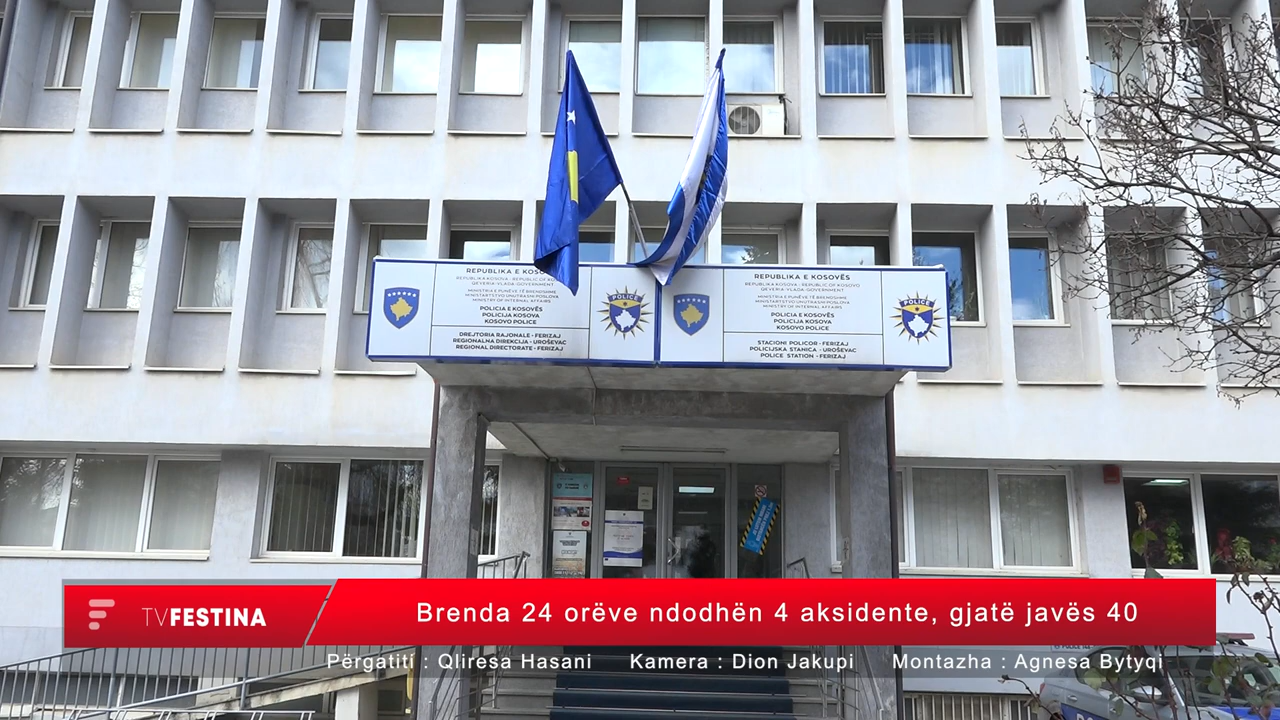 REPUBLIKA E KOSOVËS
REPUBLIKA KOSOVA - REPUBLIC OF KOSOVO
QEVERIA-VLADA-GOVERNMENT
MINISTRIA E PUNËVE TË BRENDSHME
MINISTARSTVO UNUTRASNIH POSLOVA
MINISTRY OF INTERNAL AFFAIRS
POLICIA E KOSOVËS
POLICIJA KOSOVA
KOSOVO POLICE
DREJTORIA RAJONALE - FERIZAJ
REGIONALNA DIREKCIJA - UROŠEVAC
REGIONAL DIRECTORATE - FERIZAJ
POLICE
REPUBLIKA E KOSOVËS
REPUBLIKA KOSOVA - REPUBLIC OF KOSOVO
QEVERIA-VLADA-GOVERNMENT
MINISTRIA E PUNËVE TË BRENDSHME
MINISTARSTVO UNUTRASNIH POSLOVA
MINISTRY OF INTERNAL AFFAIRS
POLICIA E KOSOVËS
POLICIJA KOSOVA
KOSOVO POLICE
STACIONI POLICOR - FERIZAJ
POLICIJSKA STANICA - UROŠEVAC
POLICE STATION - FERIZAJ
POLICE
TVFESTINA
Brenda 24 orëve ndodhën 4 aksidente, gjatë javës 40
Përgatiti : Qliresa Hasani Kamera : Dion Jakupi Montazha : Agnesa Bytyqi